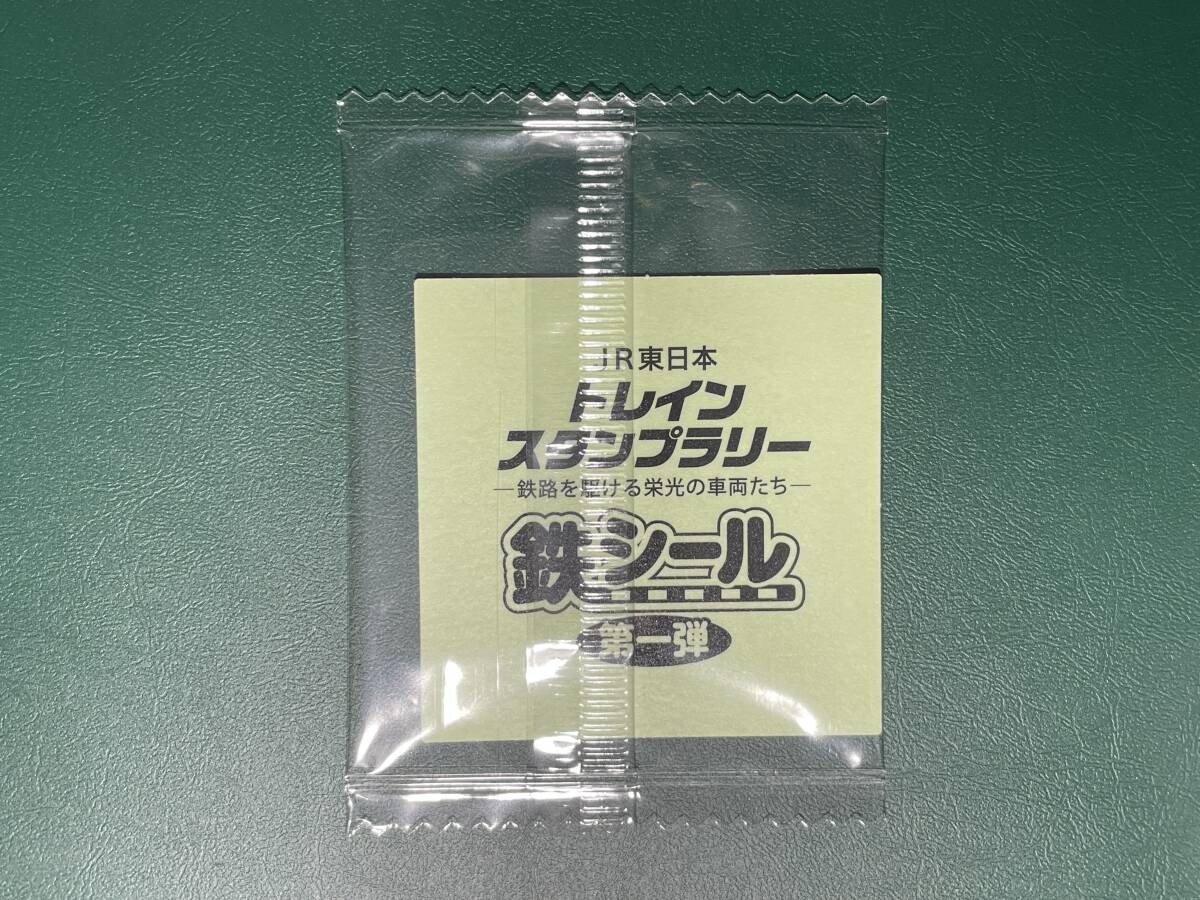 JR東日本
トレイン
スタンプラリー
―鉄路を駆ける栄光の車両たち―
鉄シール
第一弾